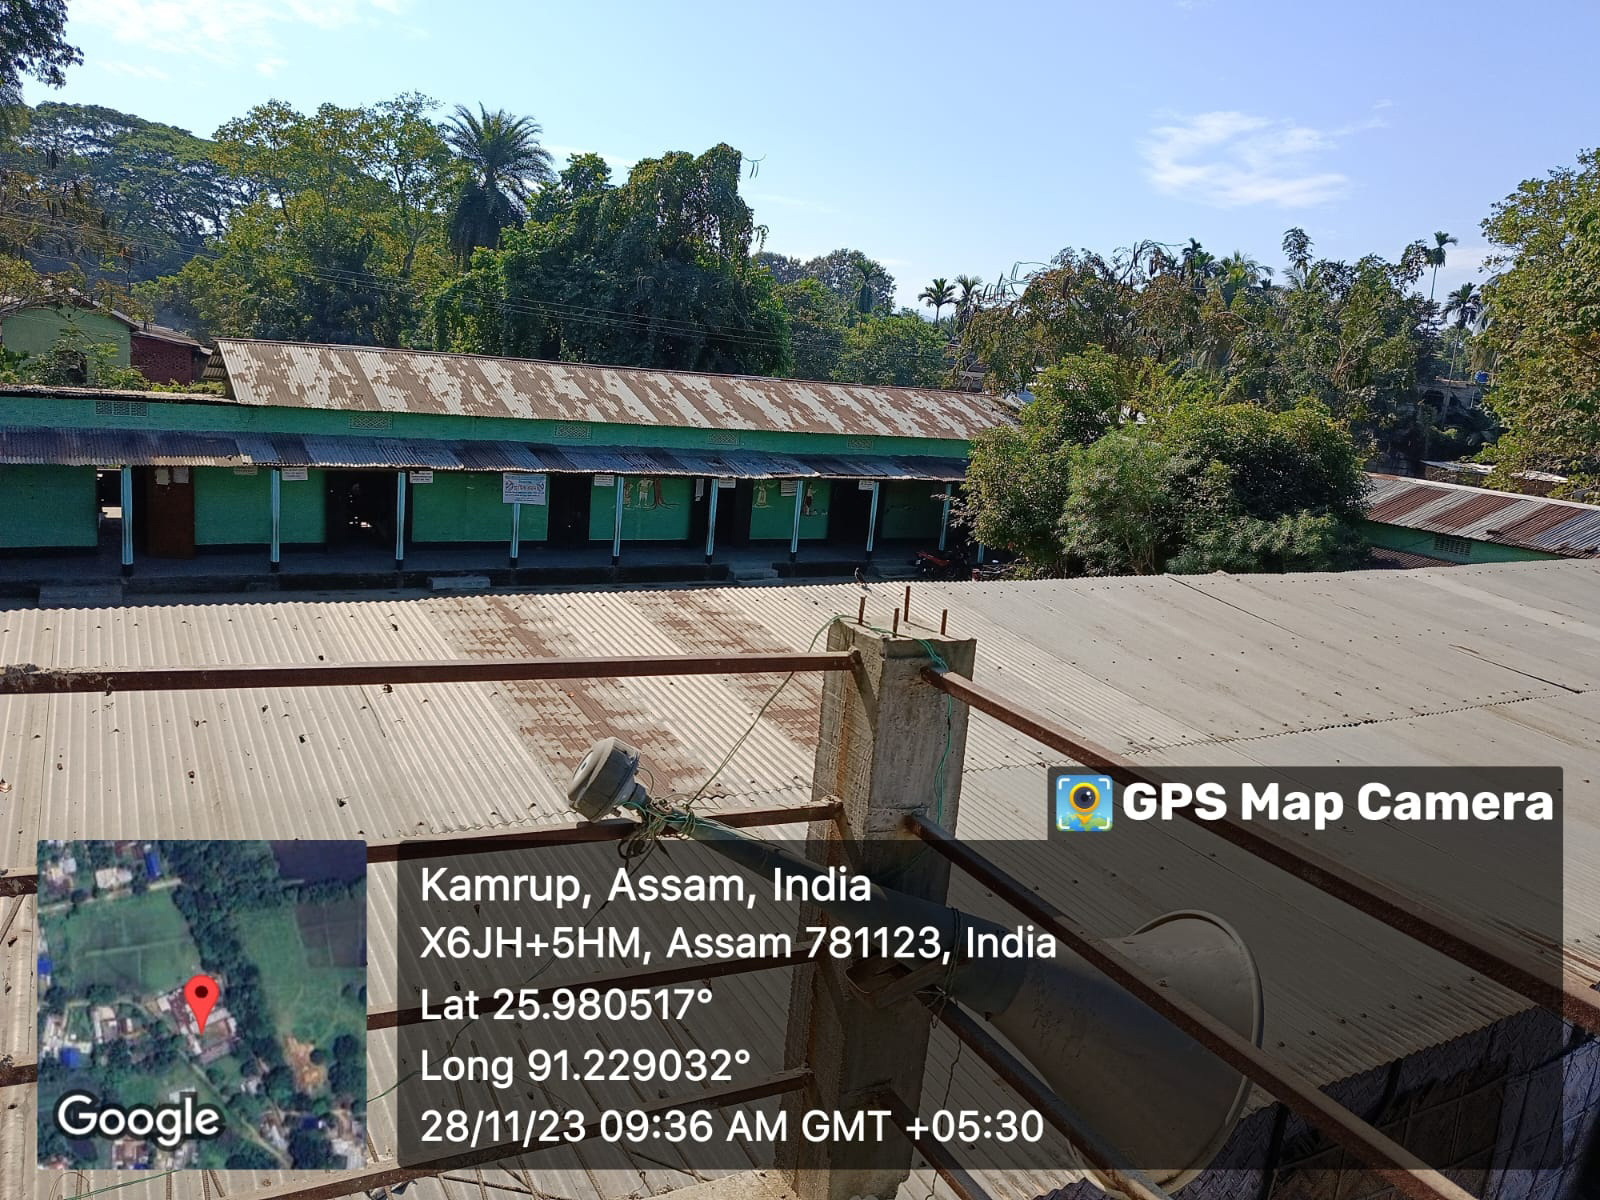 GPS Map Camera
Kamrup, Assam, India
X6JH+5HM, Assam 781123, India
Lat 25.980517°
Long 91.229032°
28/11/23 09:36 AM GMT +05:30
Google